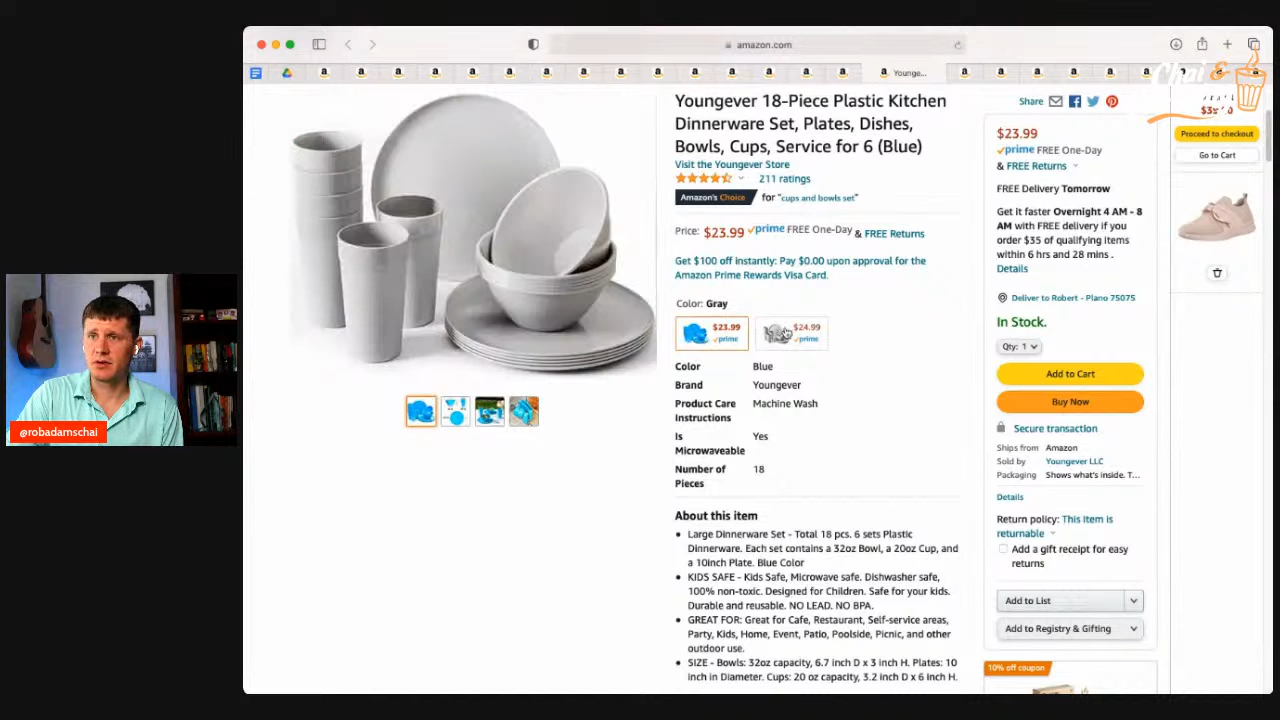 amazon.com
Younge...
Chai &
Youngever 18-Piece Plastic Kitchen
Dinnerware Set, Plates, Dishes,
Bowls, Cups, Service for 6 (Blue)
Visit the Youngever Store
211 ratings
Amazon's Choice for "cups and bowls set"
Price: $23.99 prime FREE One-Day & FREE Returns
Get $100 off instantly: Pay $0.00 upon approval for the
Amazon Prime Rewards Visa Card.
Color: Gray
$23.99 prime
$24.99 prime
Color Blue
Brand Youngever
Product Care Instructions Machine Wash
Is Microwaveable Yes
Number of Pieces 18
About this item
Large Dinnerware Set - Total 18 pcs. 6 sets Plastic
Dinnerware. Each set contains a 32oz Bowl, a 20oz Cup, and
a 10inch Plate. Blue Color
KIDS SAFE - Kids Safe, Microwave safe. Dishwasher safe,
100% non-toxic. Designed for Children. Safe for your kids.
Durable and reusable. NO LEAD. NO BPA.
GREAT FOR: Great for Cafe, Restaurant, Self-service areas,
Party, Kids, Home, Event, Patio, Poolside, Picnic, and other
outdoor use.
SIZE - Bowls: 32oz capacity, 6.7 inch D x 3 inch H. Plates: 10
inch in Diameter. Cups: 20 oz capacity, 3.2 inch D x 6 inch H.
Share
$23.99
prime FREE One-Day
& FREE Returns
FREE Delivery Tomorrow
Get it faster Overnight 4 AM - 8
AM with FREE delivery if you
order $35 of qualifying items
within 6 hrs and 28 mins .
Details
Deliver to Robert - Plano 75075
In Stock.
Qty: 1
Add to Cart
Buy Now
Secure transaction
Ships from Amazon
Sold by Youngever LLC
Packaging Shows what's inside. T...
Details
Return policy: This item is
returnable
Add a gift receipt for easy
returns
Add to List
Add to Registry & Gifting
10% off coupon
Proceed to checkout
Go to Cart
@robadamschai